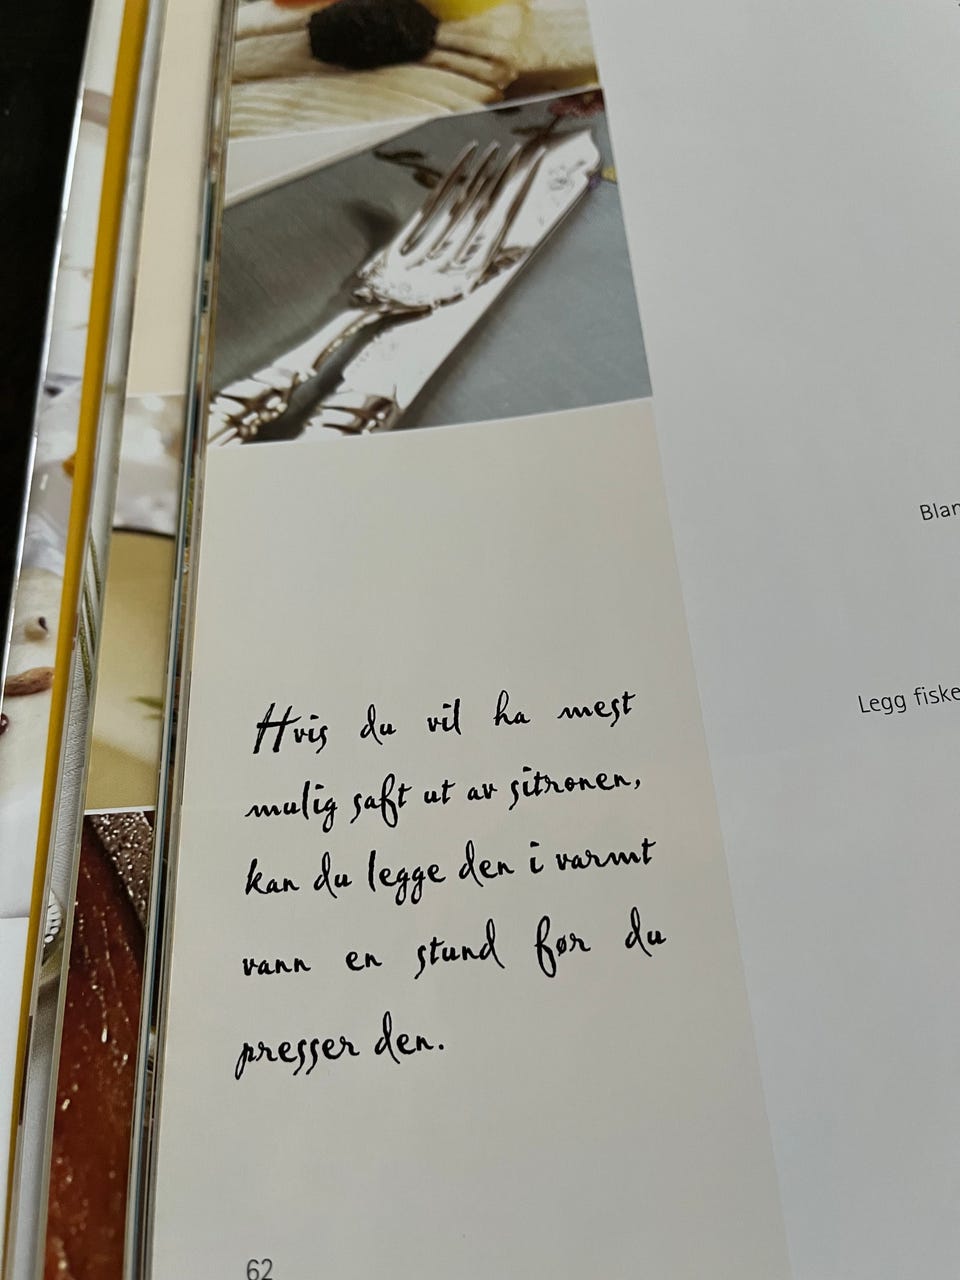 Hvis du vil ha mest
mulig saft ut av sitronen,
kan du legge den i varmt
vann en stund før du
presser den.
62
Legg fiske